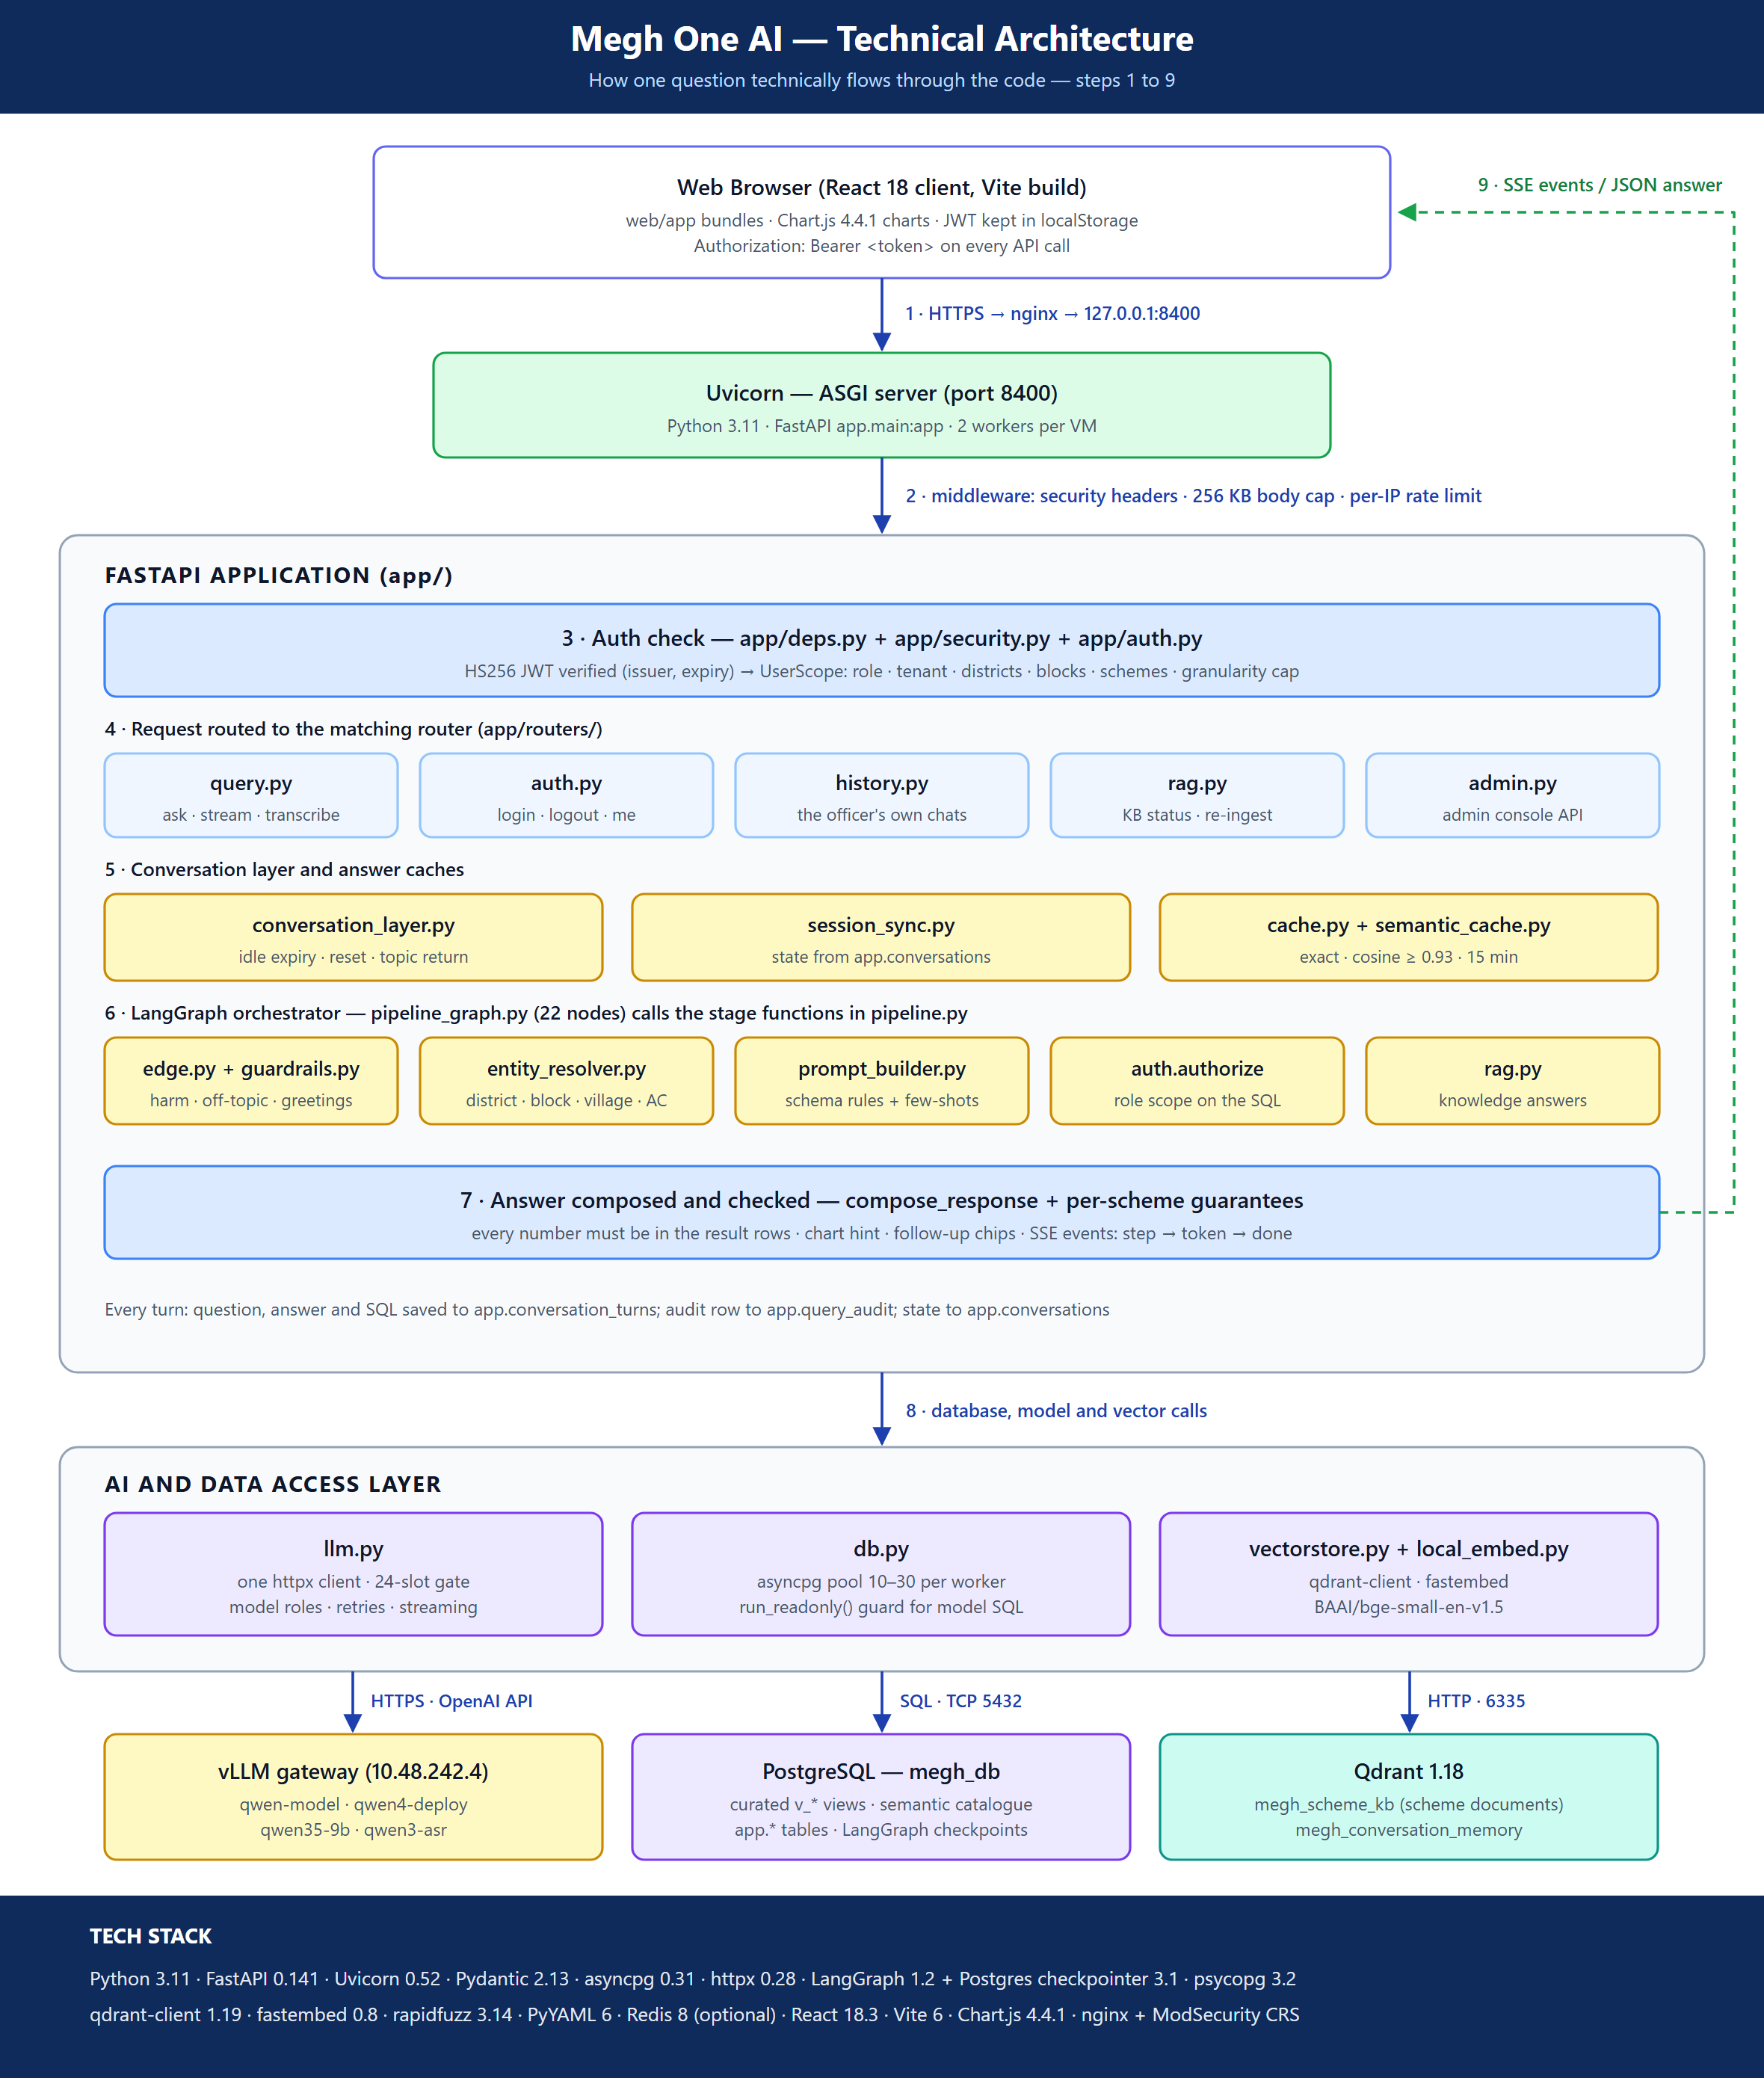 Megh One AI — Technical Architecture
How one question technically flows through the code — steps 1 to 9
Web Browser (React 18 client, Vite build)
web/app bundles · Chart.js 4.4.1 charts · JWT kept in localStorage
Authorization: Bearer <token> on every API call
9 · SSE events / JSON answer
1 · HTTPS → nginx → 127.0.0.1:8400
Uvicorn — ASGI server (port 8400)
Python 3.11 · FastAPI app.main:app · 2 workers per VM
2 · middleware: security headers · 256 KB body cap · per-IP rate limit
FASTAPI APPLICATION (app/)
3 · Auth check — app/deps.py + app/security.py + app/auth.py
HS256 JWT verified (issuer, expiry) → UserScope: role · tenant · districts · blocks · schemes · granularity cap
4 · Request routed to the matching router (app/routers/)
query.py
ask · stream · transcribe
auth.py
login · logout · me
history.py
the officer's own chats
rag.py
KB status · re-ingest
admin.py
admin console API
5 · Conversation layer and answer caches
conversation_layer.py
idle expiry · reset · topic return
session_sync.py
state from app.conversations
cache.py + semantic_cache.py
exact · cosine ≥ 0.93 · 15 min
6 · LangGraph orchestrator — pipeline_graph.py (22 nodes) calls the stage functions in pipeline.py
edge.py + guardrails.py
harm · off-topic · greetings
entity_resolver.py
district · block · village · AC
prompt_builder.py
schema rules + few-shots
auth.authorize
role scope on the SQL
rag.py
knowledge answers
7 · Answer composed and checked — compose_response + per-scheme guarantees
every number must be in the result rows · chart hint · follow-up chips · SSE events: step → token → done
Every turn: question, answer and SQL saved to app.conversation_turns; audit row to app.query_audit; state to app.conversations
8 · database, model and vector calls
AI AND DATA ACCESS LAYER
llm.py
one httpx client · 24-slot gate
model roles · retries · streaming
db.py
asyncpg pool 10–30 per worker
run_readonly() guard for model SQL
vectorstore.py + local_embed.py
qdrant-client · fastembed
BAAI/bge-small-en-v1.5
HTTPS · OpenAI API
SQL · TCP 5432
HTTP · 6335
vLLM gateway (10.48.242.4)
qwen-model · qwen4-deploy
qwen35-9b · qwen3-asr
PostgreSQL — megh_db
curated v_* views · semantic catalogue
app.* tables · LangGraph checkpoints
Qdrant 1.18
megh_scheme_kb (scheme documents)
megh_conversation_memory
TECH STACK
Python 3.11 · FastAPI 0.141 · Uvicorn 0.52 · Pydantic 2.13 · asyncpg 0.31 · httpx 0.28 · LangGraph 1.2 + Postgres checkpointer 3.1 · psycopg 3.2
qdrant-client 1.19 · fastembed 0.8 · rapidfuzz 3.14 · PyYAML 6 · Redis 8 (optional) · React 18.3 · Vite 6 · Chart.js 4.4.1 · nginx + ModSecurity CRS